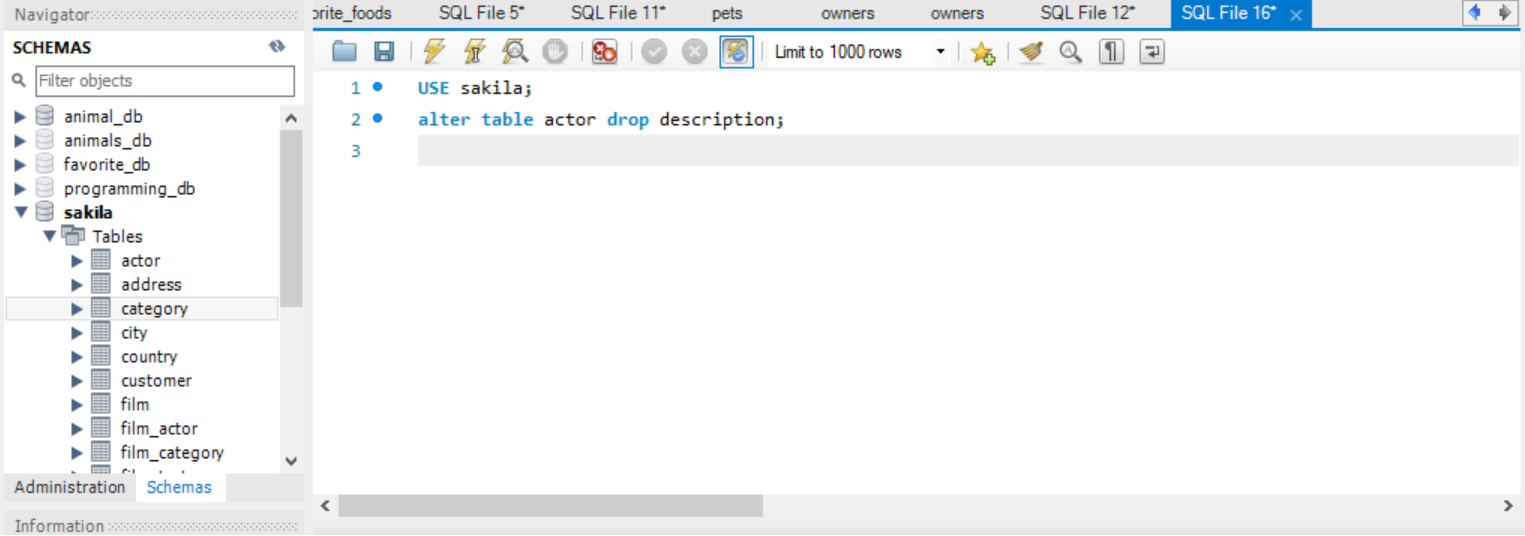 Navigator
orite_foods SQL File 5* SQL File 11* pets owners owners SQL File 12* SQL File 16*
SCHEMAS
Filter objects
Limit to 1000 rows
animal_db
animals_db
favorite_db
programming_db
sakila
Tables
actor
address
category
city
country
customer
film
film_actor
film_category
Administration Schemas
Information
1 USE sakila;
2 alter table actor drop description;
3